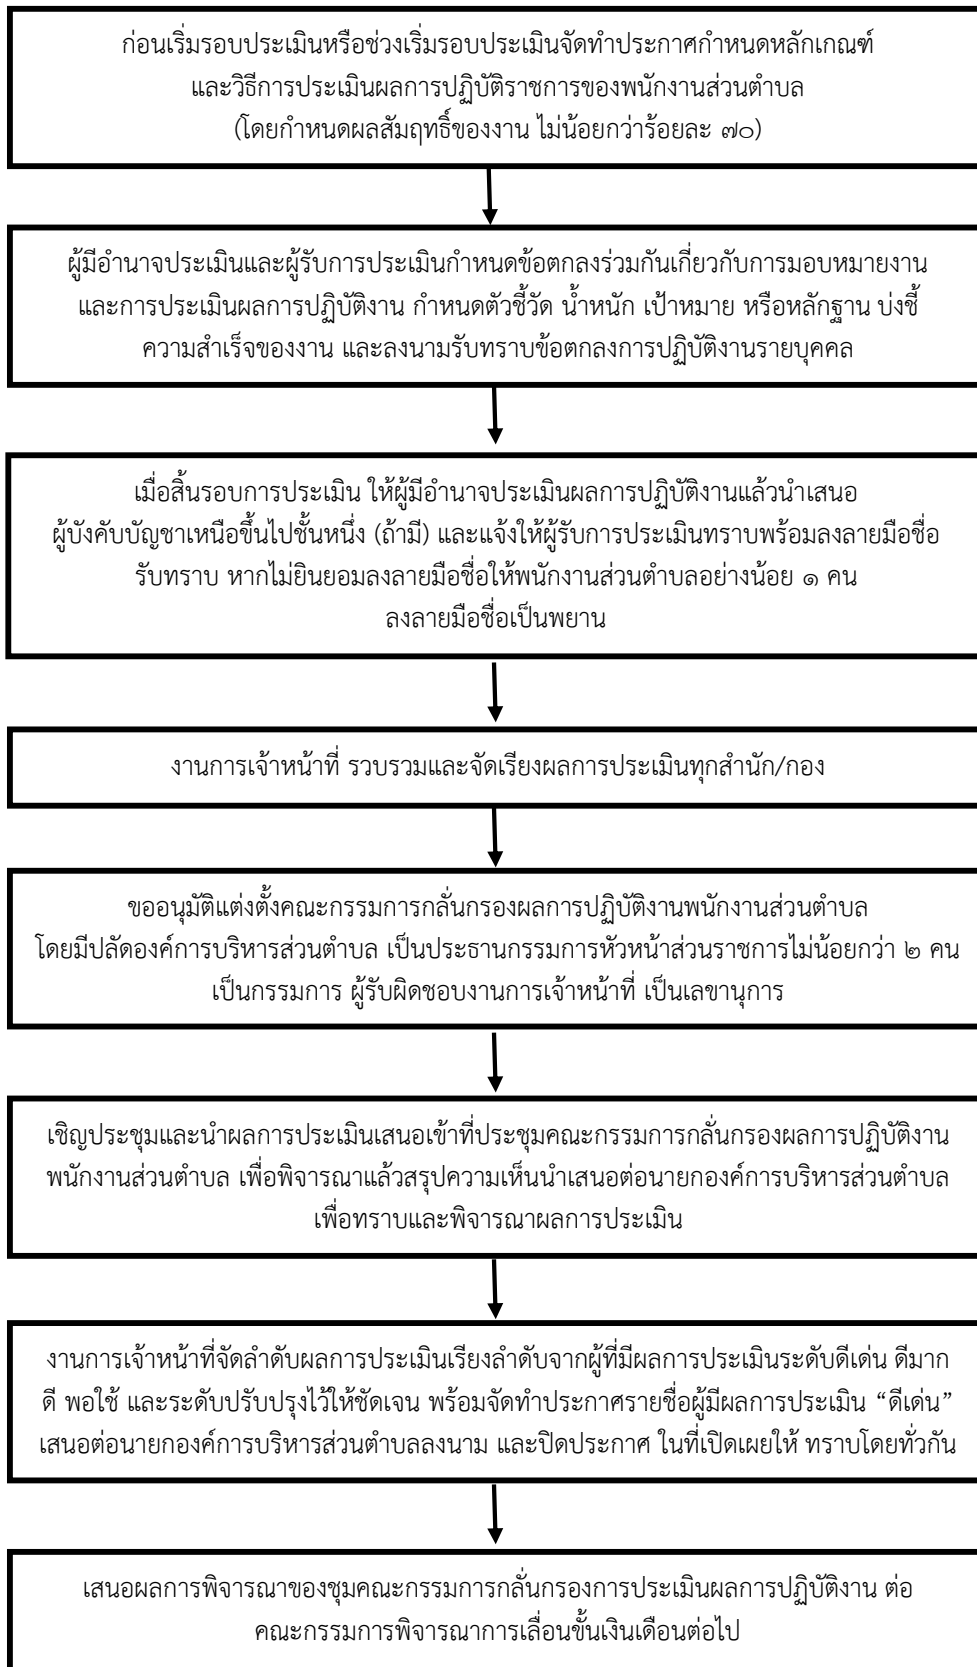 ก่อนเริ่มรอบประเมินหรือช่วงเริ่มรอบประเมินจัดทำประกาศกำหนดหลักเกณฑ์
และวิธีการประเมินผลการปฏิบัติราชการของพนักงานส่วนตำบล
(โดยกำหนดผลสัมฤทธิ์ของงาน ไม่น้อยกว่าร้อยละ ๗๐)
ผู้มีอำนาจประเมินและผู้รับการประเมินกำหนดข้อตกลงร่วมกันเกี่ยวกับการมอบหมายงาน
และการประเมินผลการปฏิบัติงาน กำหนดตัวชี้วัด น้ำหนัก เป้าหมาย หรือหลักฐาน บ่งชี้
ความสำเร็จของงาน และลงนามรับทราบข้อตกลงการปฏิบัติงานรายบุคคล
เมื่อสิ้นรอบการประเมิน ให้ผู้มีอำนาจประเมินผลการปฏิบัติงานแล้วนำเสนอ
ผู้บังคับบัญชาเหนือขึ้นไปชั้นหนึ่ง (ถ้ามี) และแจ้งให้ผู้รับการประเมินทราบพร้อมลงลายมือชื่อ
รับทราบ หากไม่ยินยอมลงลายมือชื่อให้พนักงานส่วนตำบลอย่างน้อย ๑ คน
ลงลายมือชื่อเป็นพยาน
งานการเจ้าหน้าที่ รวบรวมและจัดเรียงผลการประเมินทุกสำนัก/กอง
ขออนุมัติแต่งตั้งคณะกรรมการกลั่นกรองผลการปฏิบัติงานพนักงานส่วนตำบล
โดยมีปลัดองค์การบริหารส่วนตำบล เป็นประธานกรรมการหัวหน้าส่วนราชการไม่น้อยกว่า ๒ คน
เป็นกรรมการ ผู้รับผิดชอบงานการเจ้าหน้าที่ เป็นเลขานุการ
เชิญประชุมและนำผลการประเมินเสนอเข้าที่ประชุมคณะกรรมการกลั่นกรองผลการปฏิบัติงาน
พนักงานส่วนตำบล เพื่อพิจารณาแล้วสรุปความเห็นนำเสนอต่อนายกองค์การบริหารส่วนตำบล
เพื่อทราบและพิจารณาผลการประเมิน
งานการเจ้าหน้าที่จัดลำดับผลการประเมินเรียงลำดับจากผู้ที่มีผลการประเมินระดับดีเด่น ดีมาก
ดี พอใช้ และระดับปรับปรุงไว้ให้ชัดเจน พร้อมจัดทำประกาศรายชื่อผู้มีผลการประเมิน “ดีเด่น”
เสนอต่อนายกองค์การบริหารส่วนตำบลลงนาม และปิดประกาศ ในที่เปิดเผยให้ ทราบโดยทั่วกัน
เสนอผลการพิจารณาของชุมคณะกรรมการกลั่นกรองการประเมินผลการปฏิบัติงาน ต่อ
คณะกรรมการพิจารณาการเลื่อนขั้นเงินเดือนต่อไป